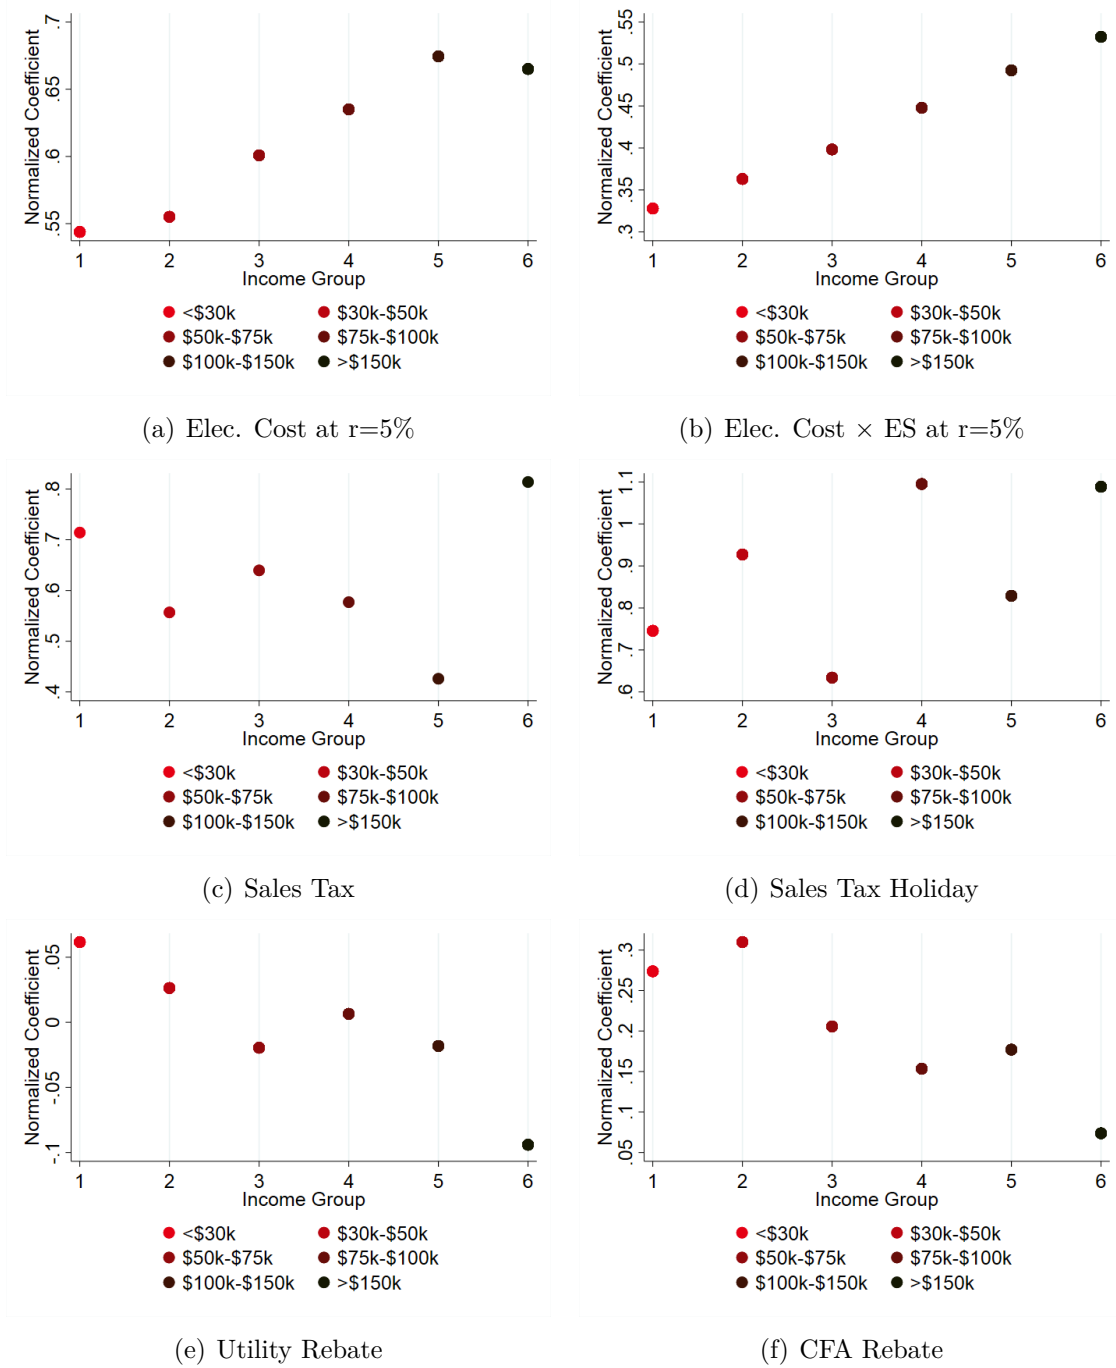 Normalized Coefficient
.7
.65
.6
.55
1 2 3 4 5 6
Income Group
<$30k $30k-$50k
$50k-$75k $75k-$100k
$100k-$150k >$150k
(a) Elec. Cost at r=5%
Normalized Coefficient
.55
.5
.45
.4
.35
.3
1 2 3 4 5 6
Income Group
<$30k $30k-$50k
$50k-$75k $75k-$100k
$100k-$150k >$150k
(b) Elec. Cost × ES at r=5%
Normalized Coefficient
.8
.7
.6
.5
.4
1 2 3 4 5 6
Income Group
<$30k $30k-$50k
$50k-$75k $75k-$100k
$100k-$150k >$150k
(c) Sales Tax
Normalized Coefficient
1.1
1
.9
.8
.7
.6
1 2 3 4 5 6
Income Group
<$30k $30k-$50k
$50k-$75k $75k-$100k
$100k-$150k >$150k
(d) Sales Tax Holiday
Normalized Coefficient
.05
0
-.05
-.1
1 2 3 4 5 6
Income Group
<$30k $30k-$50k
$50k-$75k $75k-$100k
$100k-$150k >$150k
(e) Utility Rebate
Normalized Coefficient
.3
.25
.2
.15
.1
.05
1 2 3 4 5 6
Income Group
<$30k $30k-$50k
$50k-$75k $75k-$100k
$100k-$150k >$150k
(f) CFA Rebate